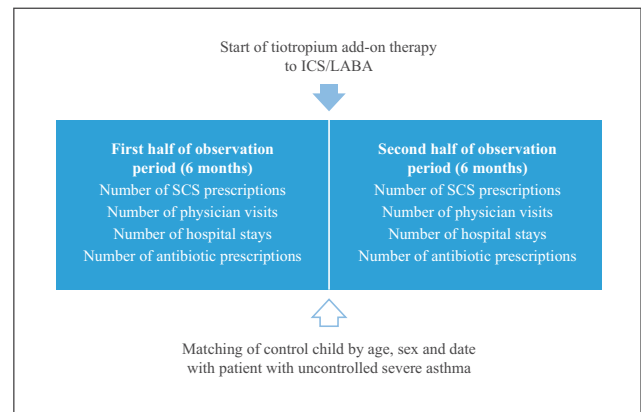 Start of tiotropium add-on therapy
to ICS/LABA
First half of observation
period (6 months)
Number of SCS prescriptions
Number of physician visits
Number of hospital stays
Number of antibiotic prescriptions
Second half of observation
period (6 months)
Number of SCS prescriptions
Number of physician visits
Number of hospital stays
Number of antibiotic prescriptions
Matching of control child by age, sex and date
with patient with uncontrolled severe asthma